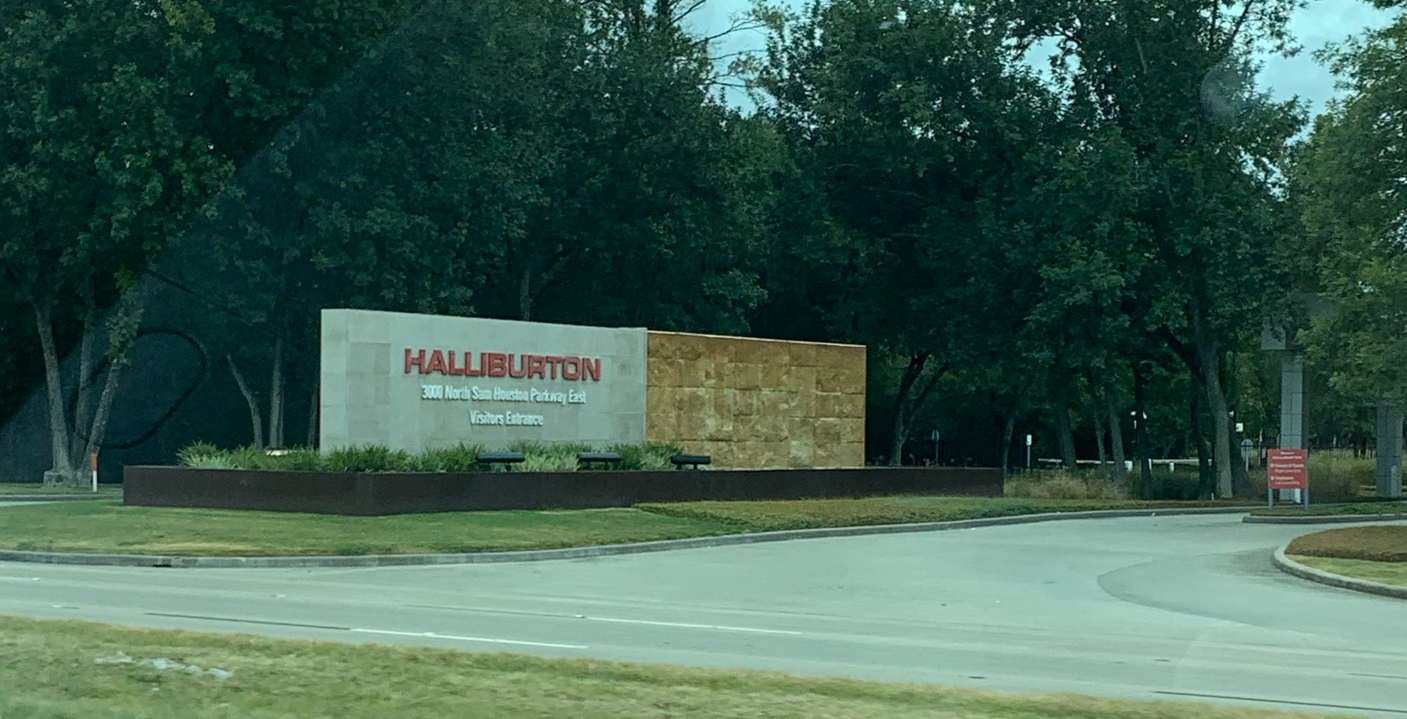 HALLIBURTON
3000 North Sam Houston Parkway East
Visitors Entrance